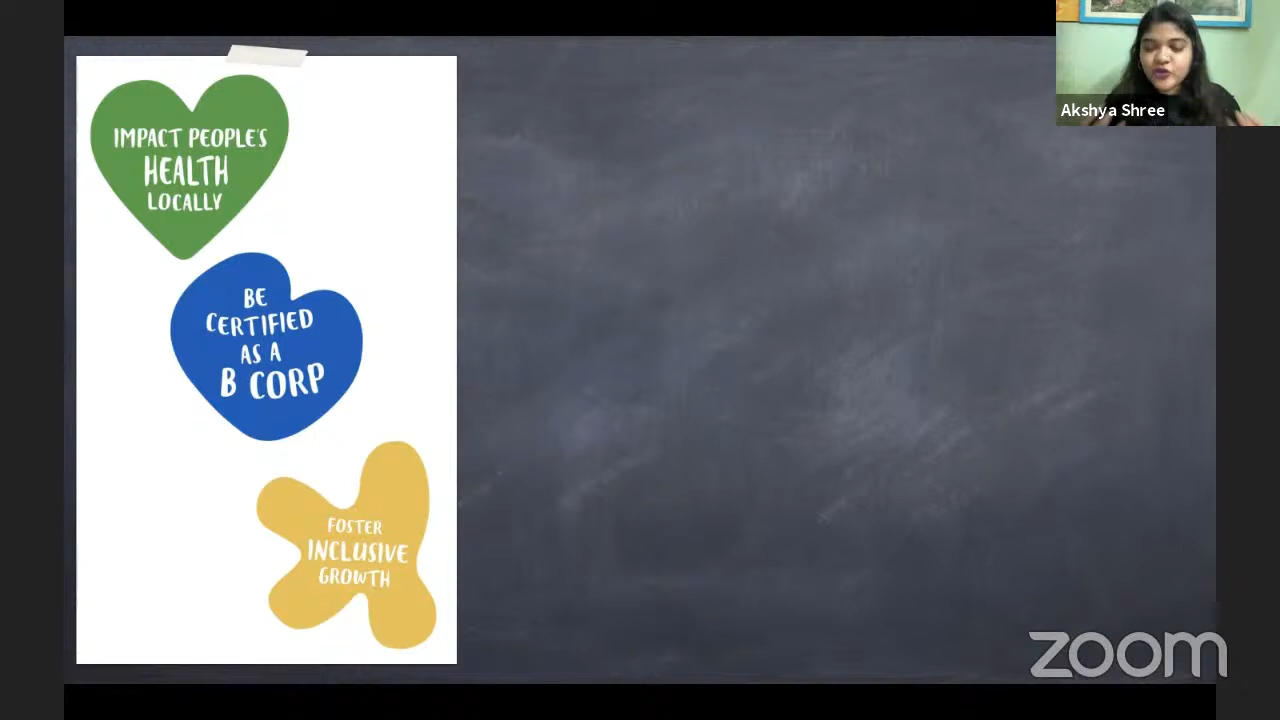 IMPACT PEOPLE'S
HEALTH
LOCALLY
BE
CERTIFIED
AS A
B CORP
FOSTER
INCLUSIVE
GROWTH
Akshya Shree
zoom